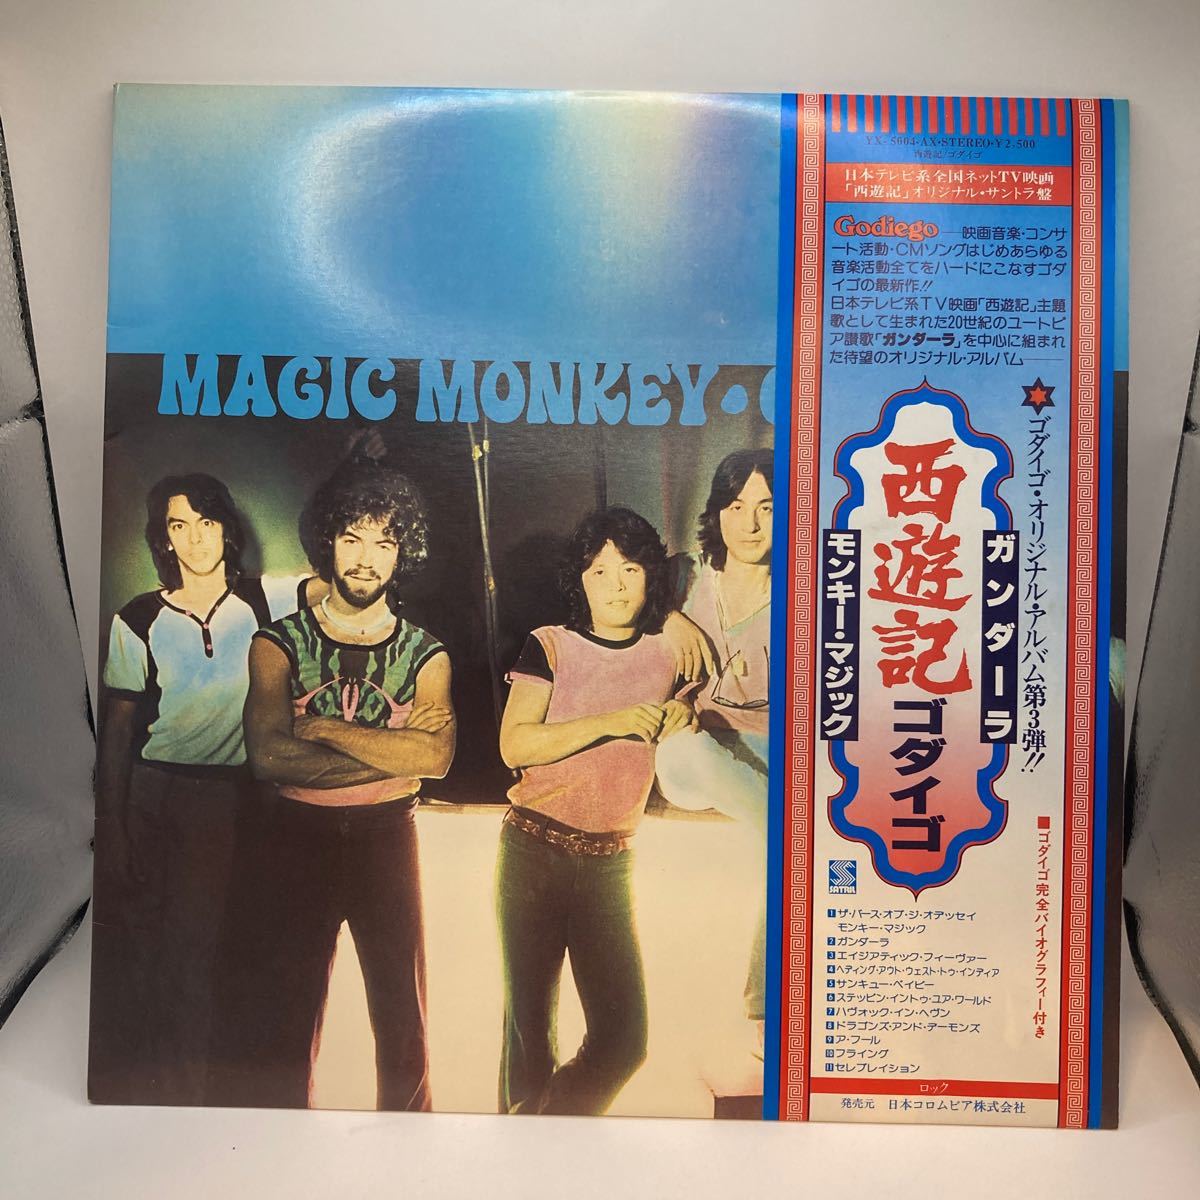 MAGIC MONKEY・
YX-5004-AX・STEREO・¥2,500
西遊記/ゴダイゴ
日本テレビ系全国ネットTV映画
「西遊記」オリジナル・サントラ盤
Godiego——映画音楽・コンサ
ート活動・CMソングはじめあらゆる
音楽活動全てをハードにこなすゴダ
イゴの最新作!!
日本テレビ系TV映画「西遊記」主題
歌として生まれた20世紀のユートピ
ア讃歌「ガンダーラ」を中心に組まれ
た待望のオリジナル・アルバム——
ゴダイゴ・オリジナル・アルバム第3弾!!
ガンダーラ
西遊記 ゴダイゴ
モンキー・マジック
■ゴダイゴ完全バイオグラフィー付き
SATRIL
1 ザ・バース・オブ・ジ・オデッセイ
モンキー・マジック
2 ガンダーラ
3 エイジアティック・フィーヴァー
4 ヘディング・アウト・ウェスト・トゥ・インディア
5 サンキュー・ベイビー
6 ステッピン・イントゥ・ユア・ワールド
7 ハヴォック・イン・ヘヴン
8 ドラゴンズ・アンド・デーモンズ
9 ア・フール
10 フライング
11 セレブレイション
ロック
発売元 日本コロムビア株式会社